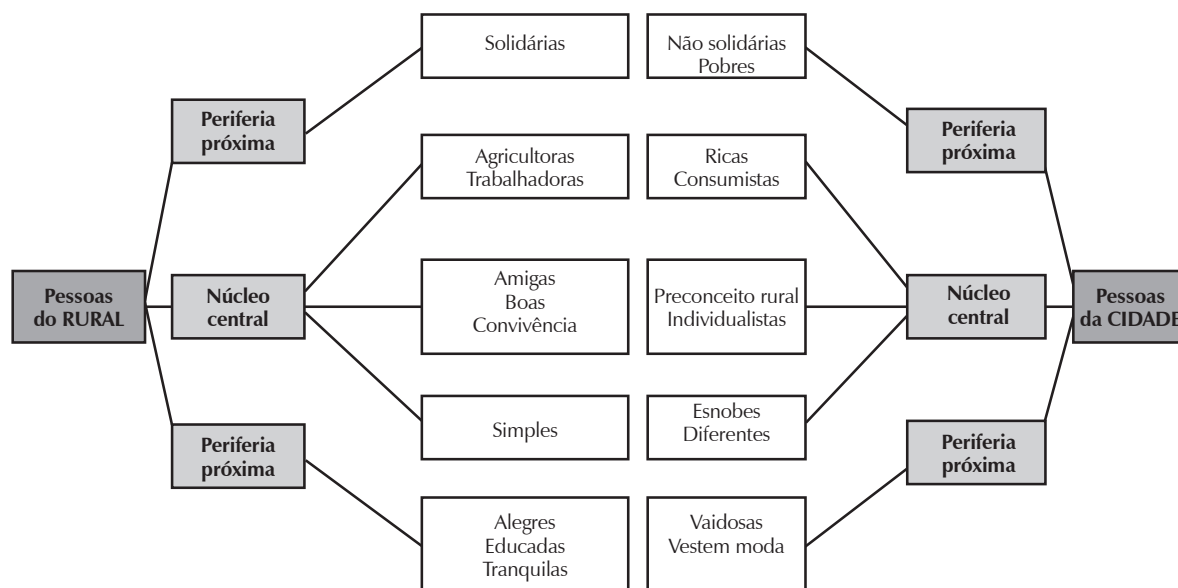 Solidárias
Não solidárias
Pobres
Periferia
próxima
Periferia
próxima
Agricultoras
Trabalhadoras
Ricas
Consumistas
Pessoas
do RURAL
Núcleo
central
Amigas
Boas
Convivência
Preconceito rural
Individualistas
Núcleo
central
Pessoas
da CIDADE
Simples
Esnobes
Diferentes
Periferia
próxima
Periferia
próxima
Alegres
Educadas
Tranquilas
Vaidosas
Vestem moda